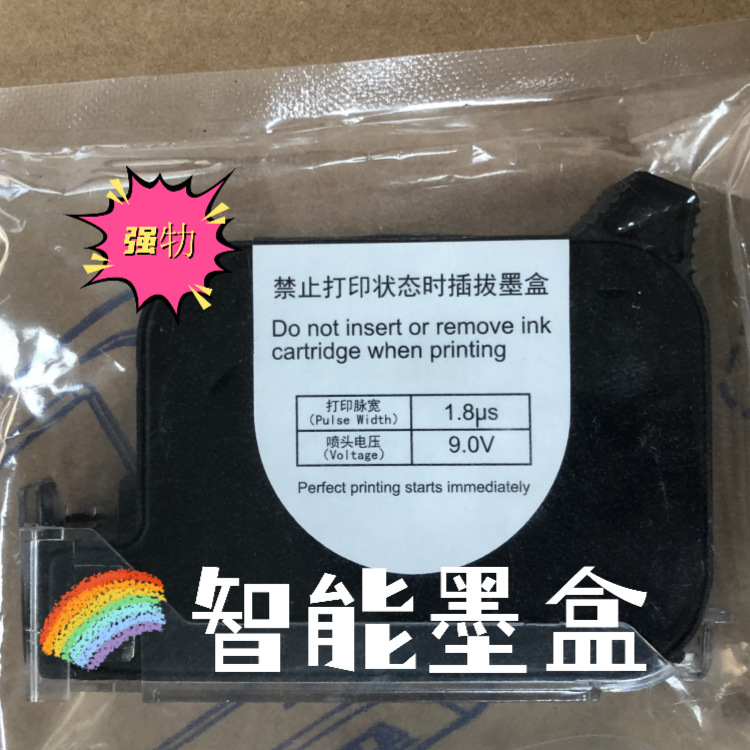 强牞
禁止打印状态时插拔墨盒
Do not insert or remove ink
cartridge when printing
打印脉宽
(Pulse Width)
1.8µs
喷头电压
(Voltage)
9.0V
Perfect printing starts immediately
智能墨盒